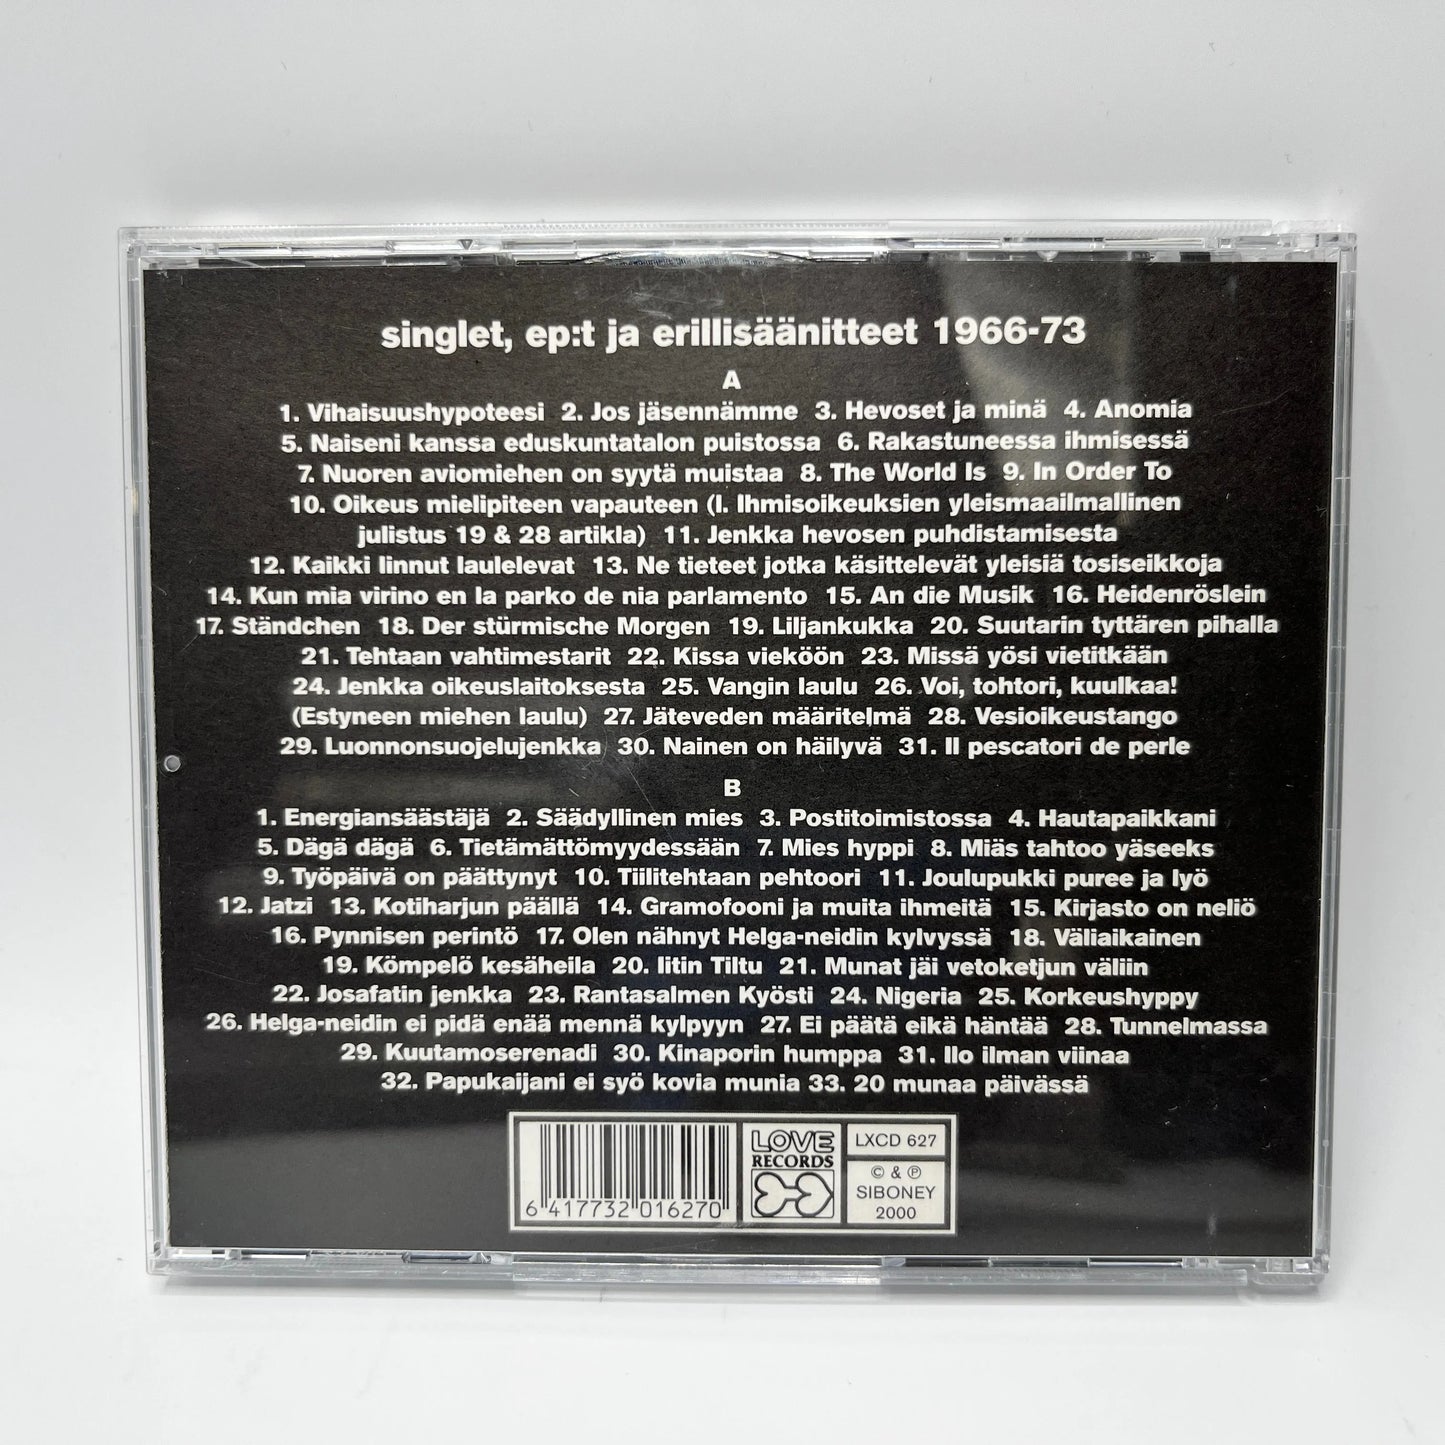 singlet, ep:t ja erillisäänitteet 1966-73
A
1. Vihaisuushypoteesi 2. Jos jäsennämme 3. Hevoset ja minä 4. Anomia
5. Naiseni kanssa eduskuntatalon puistossa 6. Rakastuneessa ihmisessä
7. Nuoren aviomiehen on syytä muistaa 8. The World Is 9. In Order To
10. Oikeus mielipiteen vapauteen (I. Ihmisoikeuksien yleismaailmallinen
julistus 19 & 28 artikla) 11. Jenkka hevosen puhdistamisesta
12. Kaikki linnut laulelevat 13. Ne tieteet jotka käsittelevät yleisiä tosiseikkoja
14. Kun mia virino en la parko de nia parlamento 15. An die Musik 16. Heidenröslein
17. Ständchen 18. Der stürmische Morgen 19. Liljankukka 20. Suutarin tyttären pihalla
21. Tehtaan vahtimestarit 22. Kissa vieköön 23. Missä yösi vietitkään
24. Jenkka oikeuslaitoksesta 25. Vangin laulu 26. Voi, tohtori, kuulkaa!
(Estyneen miehen laulu) 27. Jäteveden määritelmä 28. Vesioikeustango
29. Luonnonsuojelujenkka 30. Nainen on häilyvä 31. Il pescatori de perle
B
1. Energiansäästäjä 2. Säädyllinen mies 3. Postitoimistossa 4. Hautapaikkani
5. Dägä dägä 6. Tietämättömyydessään 7. Mies hyppi 8. Miäs tahtoo yäseeks
9. Työpäivä on päättynyt 10. Tiilitehtaan pehtoori 11. Joulupukki puree ja lyö
12. Jatzi 13. Kotiharjun päällä 14. Gramofooni ja muita ihmeitä 15. Kirjasto on neliö
16. Pynnisen perintö 17. Olen nähnyt Helga-neidin kylvyssä 18. Väliaikainen
19. Kömpelö kesäheila 20. Iitin Tiltu 21. Munat jäi vetoketjun väliin
22. Josafatin jenkka 23. Rantasalmen Kyösti 24. Nigeria 25. Korkeushyppy
26. Helga-neidin ei pidä enää mennä kylpyyn 27. Ei päätä eikä häntää 28. Tunnelmassa
29. Kuutamoserenadi 30. Kinaporin humppa 31. Ilo ilman viinaa
32. Papukaijani ei syö kovia munia 33. 20 munaa päivässä
6 417732 016270
LOVE
RECORDS
LXCD 627
© & ℗
SIBONEY
2000